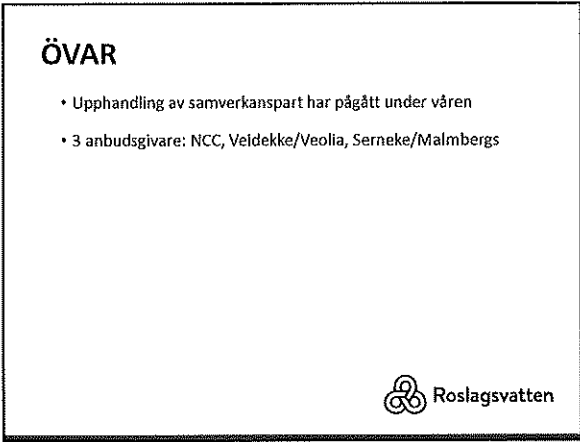 ÖVAR
• Upphandling av samverkanspart har pågått under våren
• 3 anbudsgivare: NCC, Veidekke/Veolia, Serneke/Malmbergs
Roslagsvatten